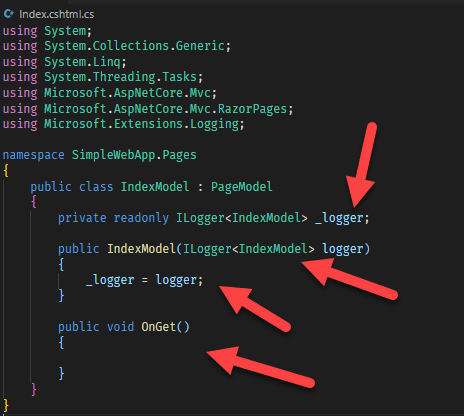 Index.cshtml.cs
using System;
using System.Collections.Generic;
using System.Linq;
using System.Threading.Tasks;
using Microsoft.AspNetCore.Mvc;
using Microsoft.AspNetCore.Mvc.RazorPages;
using Microsoft.Extensions.Logging;
namespace SimpleWebApp.Pages
{
public class IndexModel : PageModel
{
private readonly ILogger<IndexModel> _logger;
public IndexModel(ILogger<IndexModel> logger)
{
_logger = logger;
}
public void OnGet()
{
}
}
}